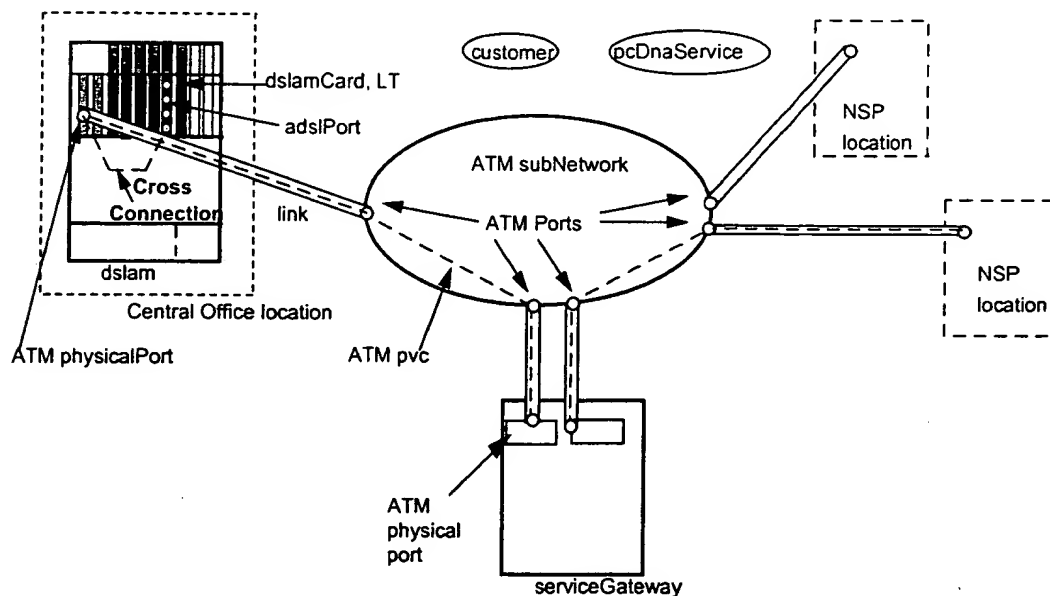 customer
pcDnaService
dslamCard, LT
adslPort
NSP
location
ATM subNetwork
Cross
Connection
link
ATM Ports
dslam
NSP
location
Central Office location
ATM physicalPort
ATM pvc
ATM
physical
port
serviceGateway